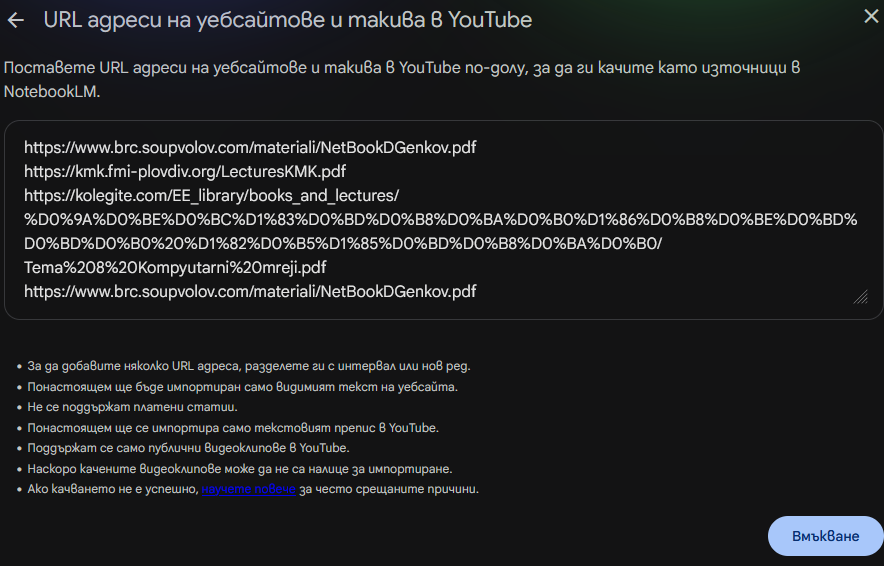 URL адреси на уебсайтове и такива в YouTube
Поставете URL адреси на уебсайтове и такива в YouTube по-долу, за да ги качите като източници в
NotebookLM.
https://www.brc.soupvolov.com/materiali/NetBookDGenkov.pdf
https://kmk.fmi-plovdiv.org/LecturesKMK.pdf
https://kolegite.com/EE_library/books_and_lectures/
%D0%9A%D0%BE%D0%BC%D1%83%D0%BD%D0%B8%D0%BA%D0%B0%D1%86%D0%B8%D0%BE%D0%BD%
D0%BD%D0%B0%20%D1%82%D0%B5%D1%85%D0%BD%D0%B8%D0%BA%D0%B0/
Tema%208%20Kompyutarni%20mreji.pdf
https://www.brc.soupvolov.com/materiali/NetBookDGenkov.pdf
• За да добавите няколко URL адреса, разделете ги с интервал или нов ред.
• Понастоящем ще бъде импортиран само видимият текст на уебсайта.
• Не се поддържат платени статии.
• Понастоящем ще се импортира само текстовият препис в YouTube.
• Поддържат се само публични видеоклипове в YouTube.
• Наскоро качените видеоклипове може да не са налице за импортиране.
• Ако качването не е успешно, научете повече за често срещаните причини.
Вмъкване